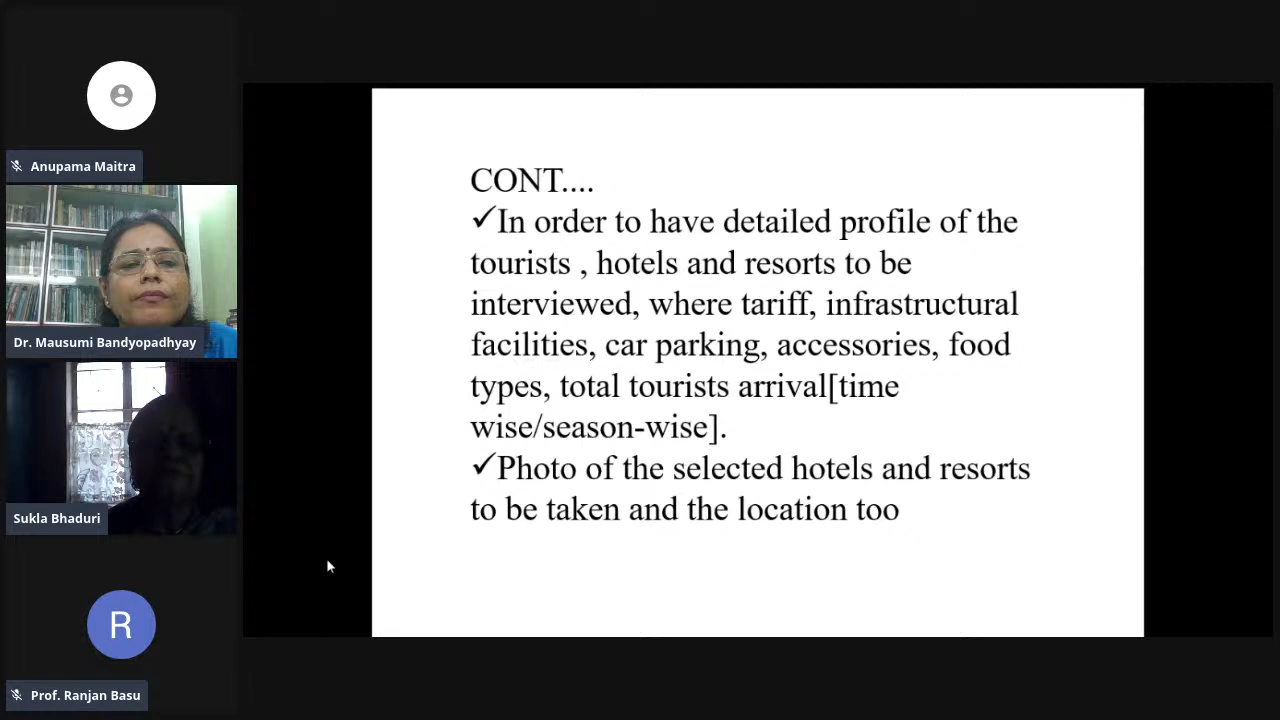 Anupama Maitra
Dr. Mausumi Bandyopadhyay
Sukla Bhaduri
R
Prof. Ranjan Basu
CONT....
✓In order to have detailed profile of the
tourists , hotels and resorts to be
interviewed, where tariff, infrastructural
facilities, car parking, accessories, food
types, total tourists arrival[time
wise/season-wise].
✓Photo of the selected hotels and resorts
to be taken and the location too